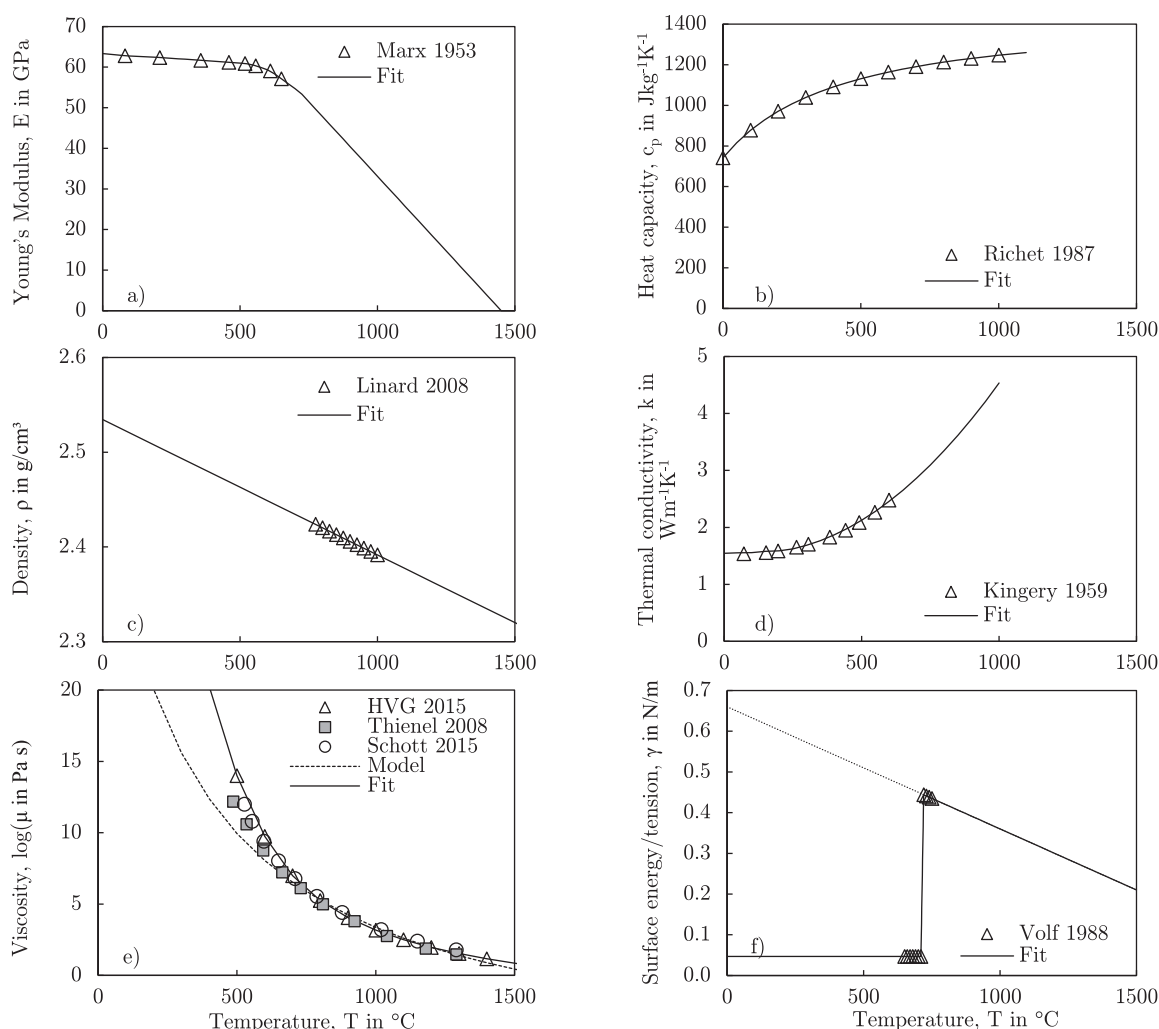 70
60
50
40
30
20
10
0
Young's Modulus, E in GPa
Marx 1953
Fit
a)
0 500 1000 1500
1400
1200
1000
800
600
400
200
0
Heat capacity, cp in Jkg-1K-1
Richet 1987
Fit
b)
0 500 1000 1500
2.6
2.5
2.4
2.3
Density, ρ in g/cm³
Linard 2008
Fit
c)
0 500 1000 1500
5
4
3
2
1
0
Thermal conductivity, k in
Wm-1K-1
Kingery 1959
Fit
d)
0 500 1000 1500
20
15
10
5
0
Viscosity, log(μ in Pa s)
HVG 2015
Thienel 2008
Schott 2015
Model
Fit
e)
0 500 1000 1500
Temperature, T in °C
0.7
0.6
0.5
0.4
0.3
0.2
0.1
0.0
Surface energy/tension, γ in N/m
Volf 1988
Fit
f)
0 500 1000 1500
Temperature, T in °C